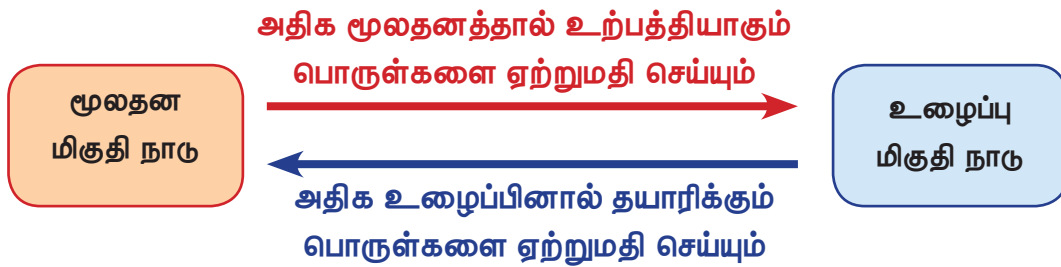 அதிக மூலதனத்தால் உற்பத்தியாகும்
பொருள்களை ஏற்றுமதி செய்யும்
மூலதன
மிகுதி நாடு
உழைப்பு
மிகுதி நாடு
அதிக உழைப்பினால் தயாரிக்கும்
பொருள்களை ஏற்றுமதி செய்யும்